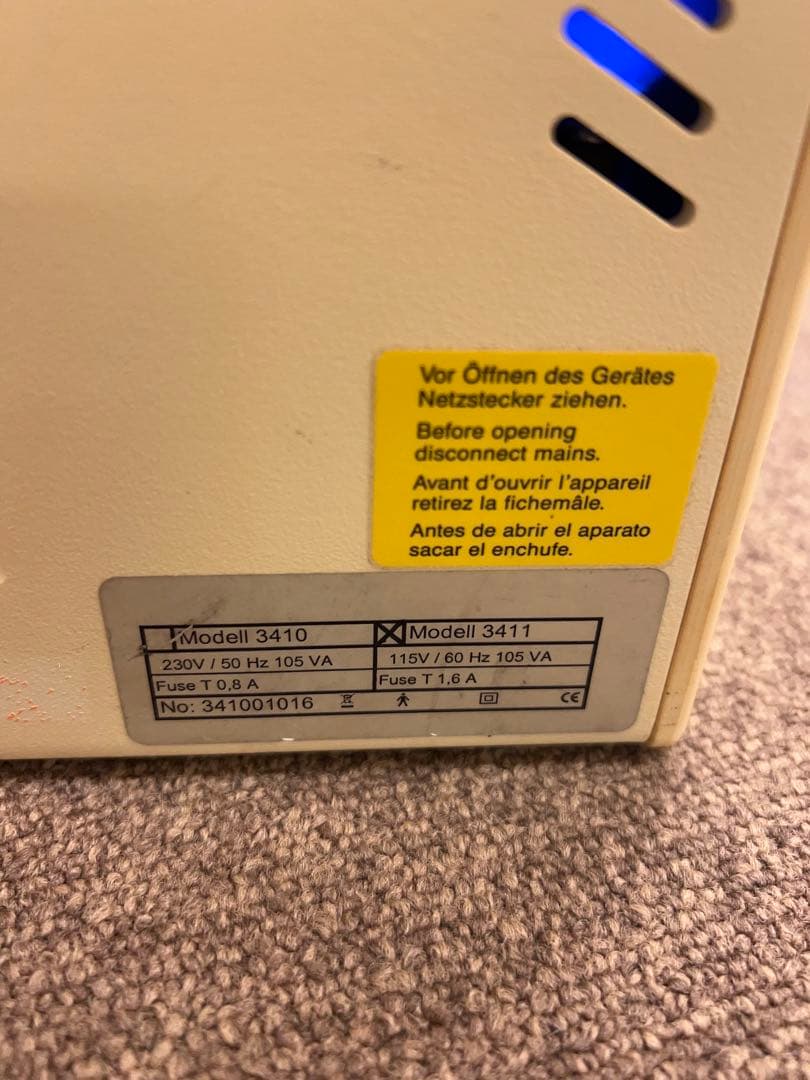 Vor Öffnen des Gerätes
Netzstecker ziehen.
Before opening
disconnect mains.
Avant d'ouvrir l'appareil
retirez la fichemâle.
Antes de abrir el aparato
sacar el enchufe.
Modell 3410
Modell 3411
230V / 50 Hz 105 VA
115V / 60 Hz 105 VA
Fuse T 0,8 A
Fuse T 1,6 A
No: 341001016
CE